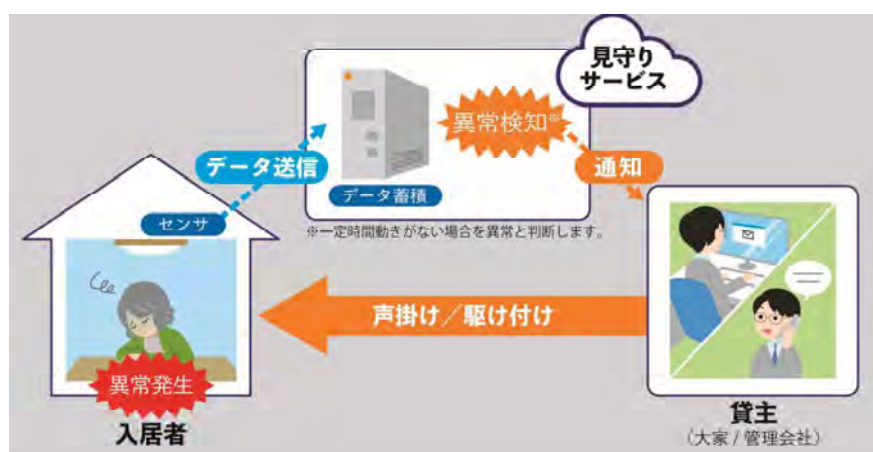 見守り
サービス
異常検知※
データ送信
通知
データ蓄積
センサ
※一定時間動きがない場合を異常と判断します。
声掛け／駆け付け
異常発生
入居者
貸主
（大家 / 管理会社）